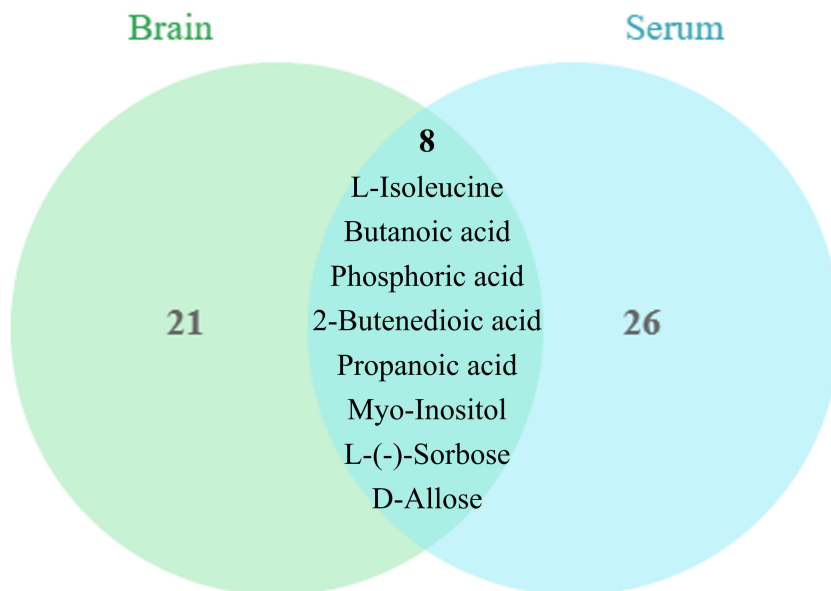 Brain
Serum
8
L-Isoleucine
Butanoic acid
Phosphoric acid
2-Butenedioic acid
21
26
Propanoic acid
Myo-Inositol
L-(-)-Sorbose
D-Allose